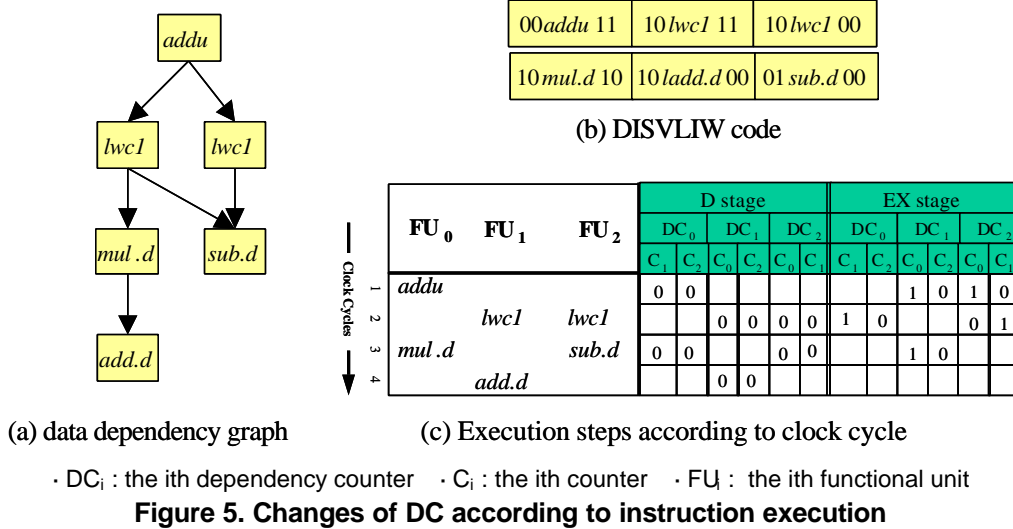 addu
lwc1 lwc1
mul.d sub.d
add.d
(a) data dependency graph
00addu 11 10lwc1 11 10lwc1 00
10mul.d 10 10ladd.d 00 01sub.d 00
(b) DISVLIW code
D stage EX stage
FU0 FU1 FU2
DC0 DC1 DC2 DC0 DC1 DC2
C1 C2 C0 C2 C0 C1 C1 C2 C0 C2 C0 C1
Clock Cycles
1 addu 0 0 1 0 1 0
2 lwc1 lwc1 0 0 0 0 1 0 0 1
3 mul.d sub.d 0 0 0 0 1 0
4 add.d 0 0
(c) Execution steps according to clock cycle
· DCi : the ith dependency counter · Ci : the ith counter · FUi : the ith functional unit
Figure 5. Changes of DC according to instruction execution